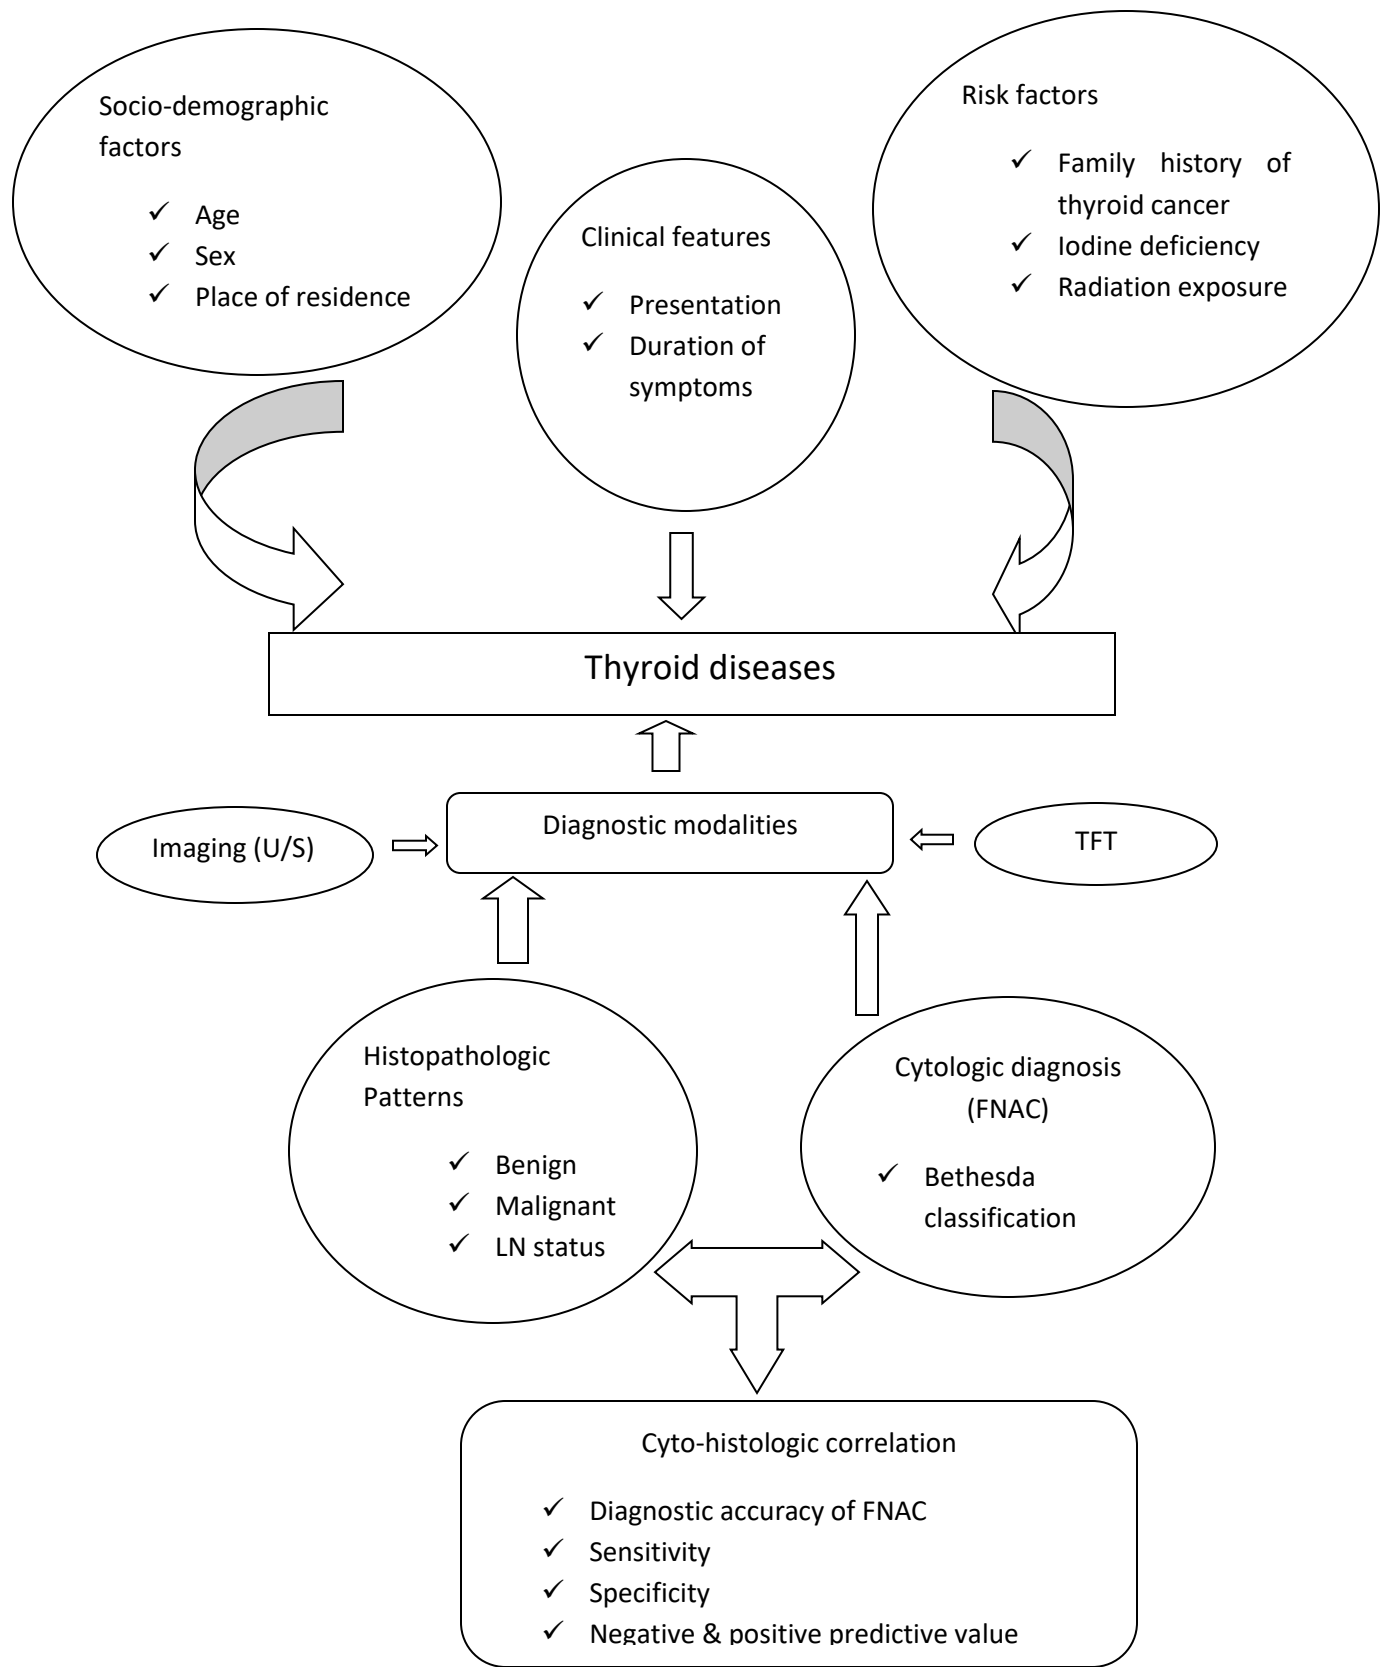 Socio-demographic
factors
✓ Age
✓ Sex
✓ Place of residence
Clinical features
✓ Presentation
✓ Duration of
symptoms
Risk factors
✓ Family history of
thyroid cancer
✓ Iodine deficiency
✓ Radiation exposure
Thyroid diseases
Imaging (U/S)
Diagnostic modalities
TFT
Histopathologic
Patterns
✓ Benign
✓ Malignant
✓ LN status
Cytologic diagnosis
(FNAC)
✓ Bethesda
classification
Cyto-histologic correlation
✓ Diagnostic accuracy of FNAC
✓ Sensitivity
✓ Specificity
✓ Negative & positive predictive value